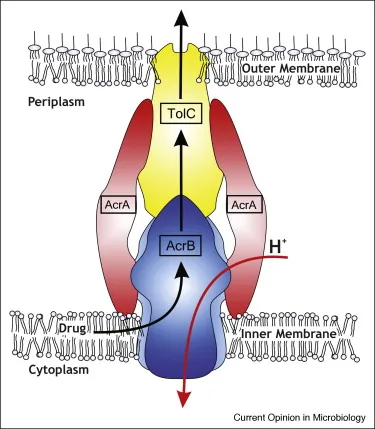 Outer Membrane
Periplasm
TolC
AcrA
AcrA
AcrB
H+
Drug
Inner Membrane
Cytoplasm
Current Opinion in Microbiology